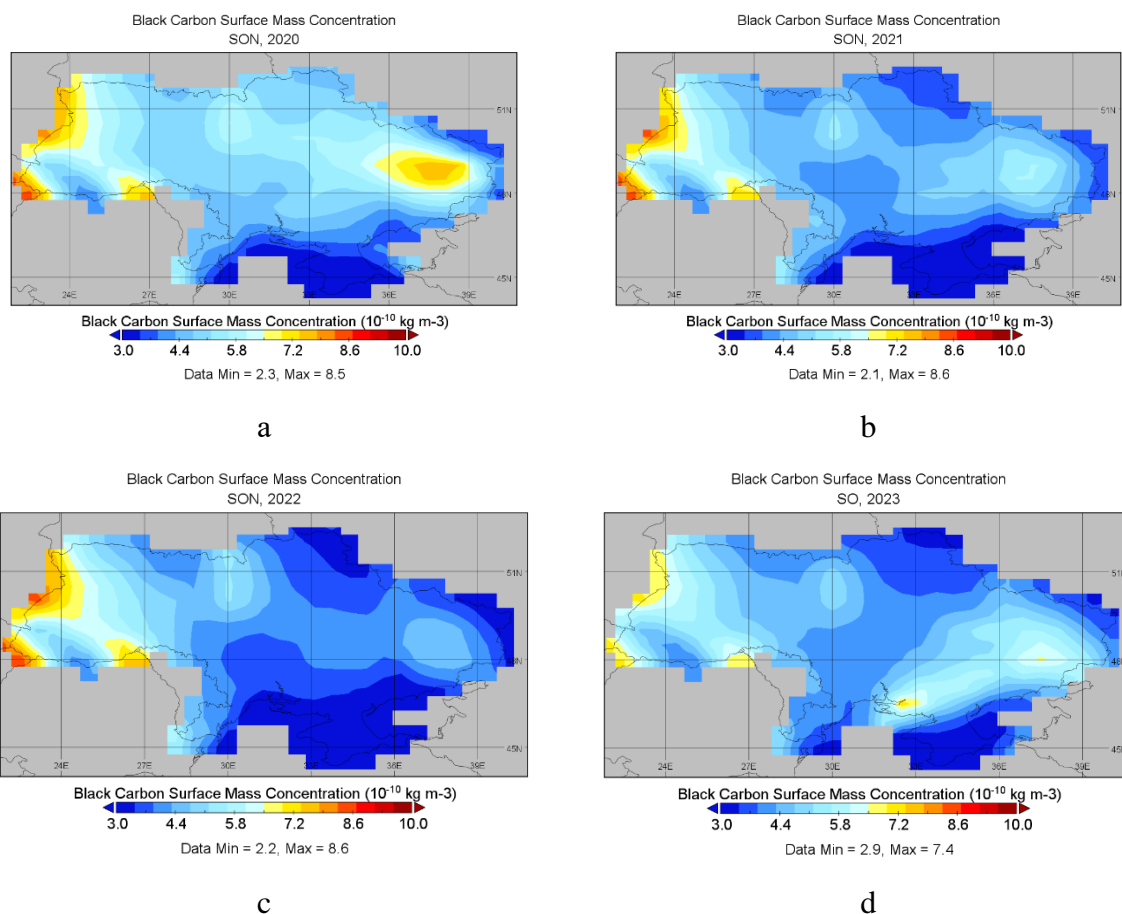 Black Carbon Surface Mass Concentration
SON, 2020
51N
48N
45N
24E 27E 30E 33E 36E 39E
Black Carbon Surface Mass Concentration (10⁻¹⁰ kg m-3)
3.0 4.4 5.8 7.2 8.6 10.0
Data Min = 2.3, Max = 8.5
a
Black Carbon Surface Mass Concentration
SON, 2021
51N
48N
45N
24E 27E 30E 33E 36E 39E
Black Carbon Surface Mass Concentration (10⁻¹⁰ kg m-3)
3.0 4.4 5.8 7.2 8.6 10.0
Data Min = 2.1, Max = 8.6
b
Black Carbon Surface Mass Concentration
SON, 2022
51N
48N
45N
24E 27E 30E 33E 36E 39E
Black Carbon Surface Mass Concentration (10⁻¹⁰ kg m-3)
3.0 4.4 5.8 7.2 8.6 10.0
Data Min = 2.2, Max = 8.6
c
Black Carbon Surface Mass Concentration
SO, 2023
51N
48N
45N
24E 27E 30E 33E 36E 39E
Black Carbon Surface Mass Concentration (10⁻¹⁰ kg m-3)
3.0 4.4 5.8 7.2 8.6 10.0
Data Min = 2.9, Max = 7.4
d